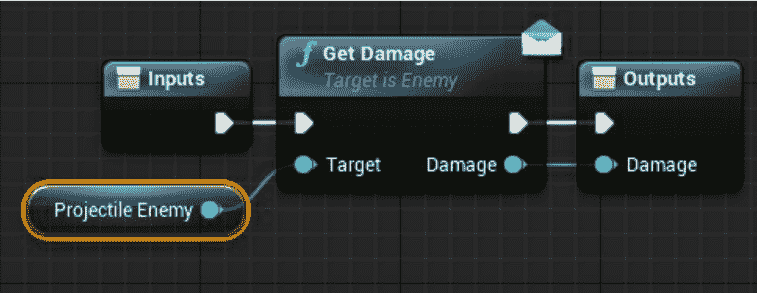 Inputs
Get Damage
Target is Enemy
Outputs
Target
Damage
Damage
Projectile Enemy